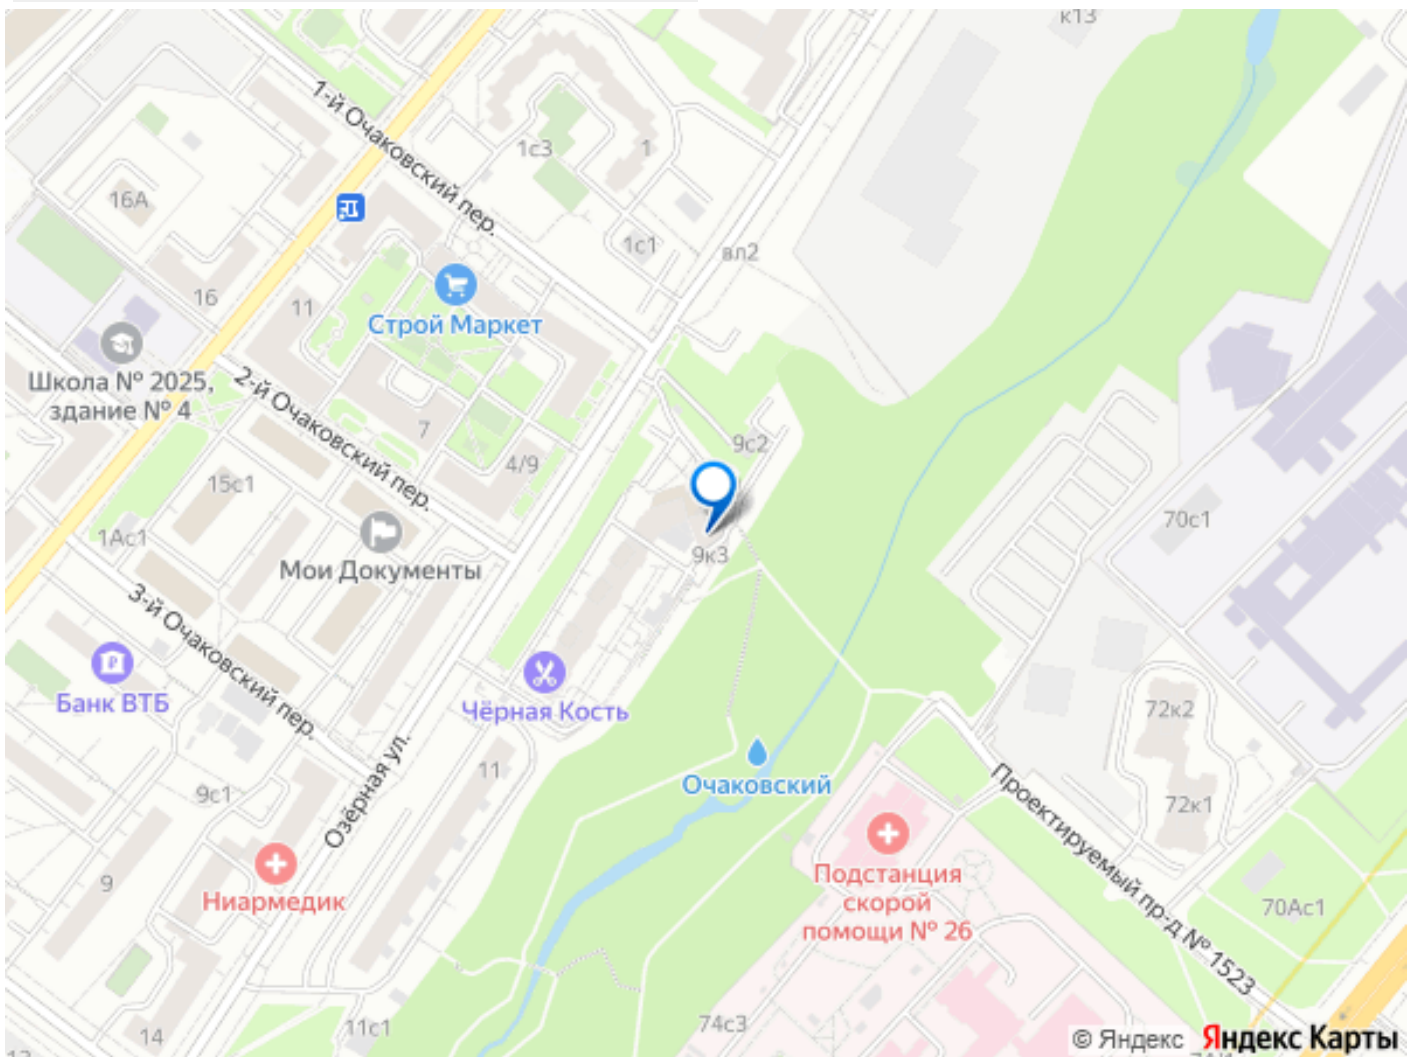 к13
1-й Очаковский пер.
1с3
1
16А
1с1
вл2
16
11
Строй Маркет
Школа № 2025,
здание № 4
2-й Очаковский пер.
7
9с2
4/9
15с1
1Ас1
70с1
Мои Документы
9к3
3-й Очаковский пер.
Банк ВТБ
Чёрная Кость
72к2
Озёрная ул.
11
Очаковский
9с1
72к1
Проектируемый пр-д № 1523
Подстанция
скорой
помощи № 26
9
Ниармедик
70Ас1
11с1
74с3
14
© Яндекс Яндекс Карты